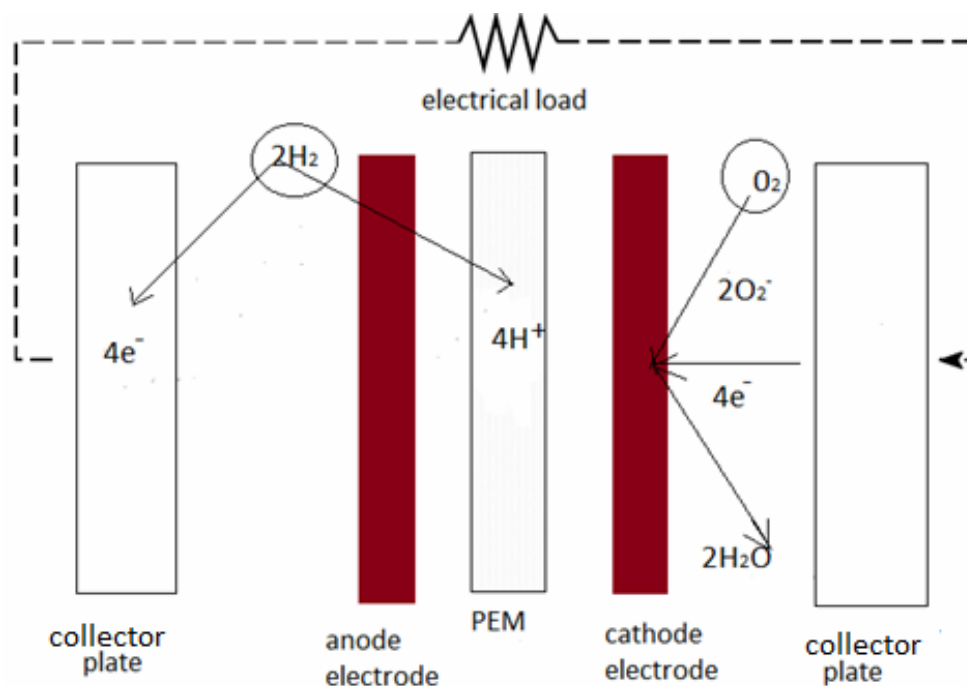 electrical load
2H₂
O₂
2O₂⁻
4e⁻
4H⁺
4e⁻
2H₂O
collector
plate
anode
electrode
PEM
cathode
electrode
collector
plate